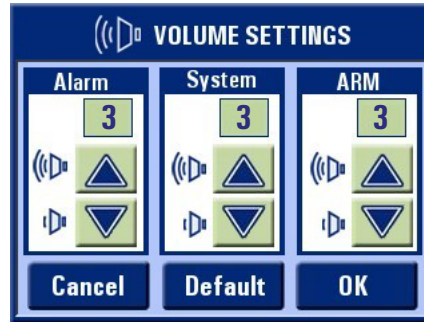 VOLUME SETTINGS
Alarm System ARM
3 3 3
Cancel Default OK